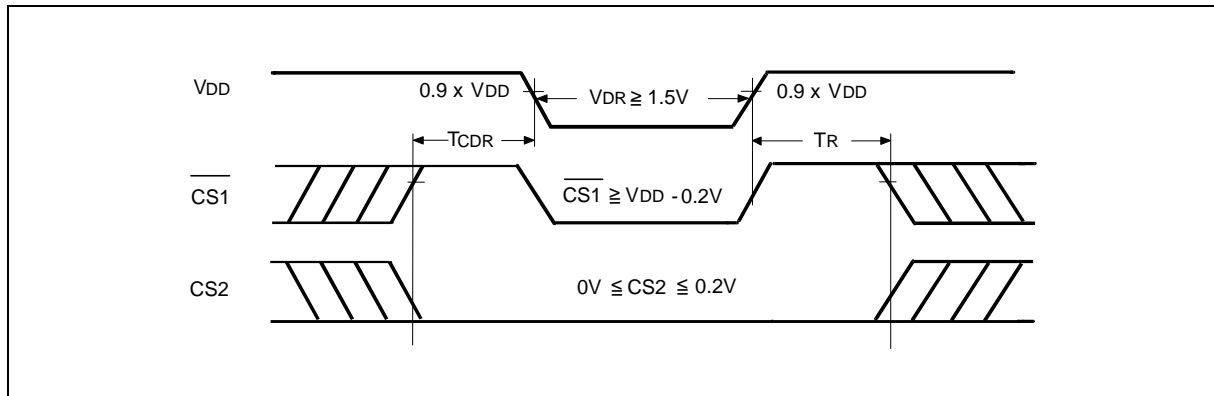 VDD
0.9 x VDD
VDR ≧ 1.5V
0.9 x VDD
TCDR
TR
CS1
CS1 ≧ VDD - 0.2V
CS2
0V ≦ CS2 ≦ 0.2V